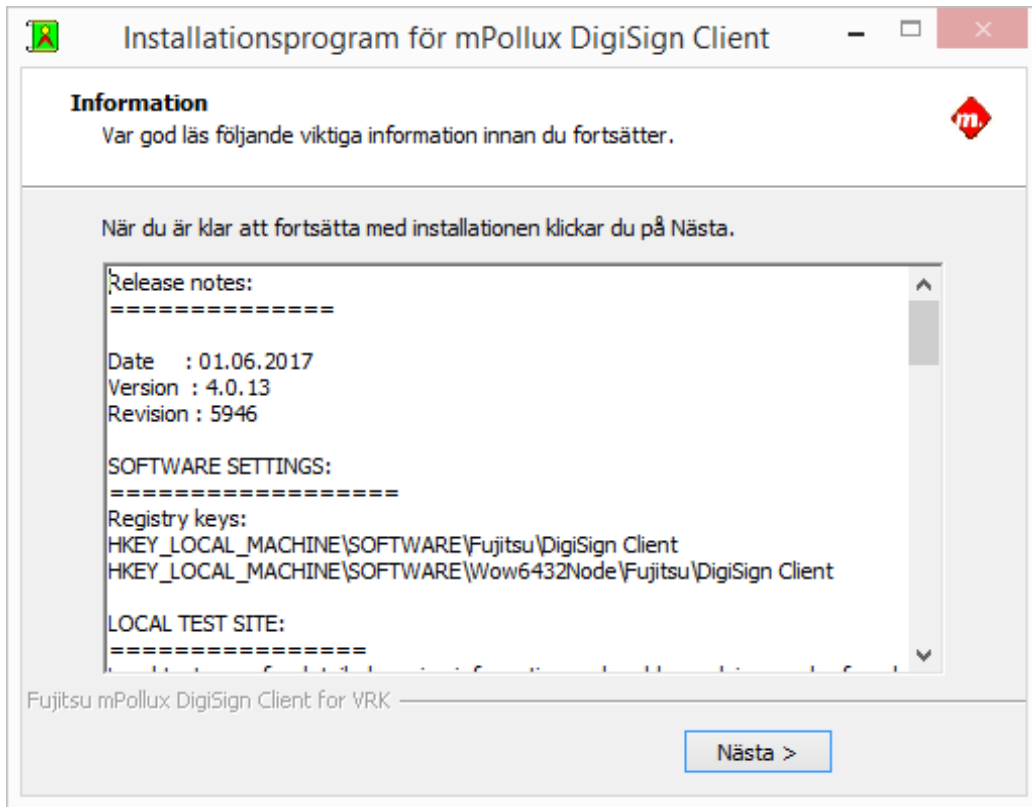 Installationsprogram för mPollux DigiSign Client
Information
Var god läs följande viktiga information innan du fortsätter.
m.
När du är klar att fortsätta med installationen klickar du på Nästa.
Release notes:
==============
Date : 01.06.2017
Version : 4.0.13
Revision : 5946
SOFTWARE SETTINGS:
==================
Registry keys:
HKEY_LOCAL_MACHINE\SOFTWARE\Fujitsu\DigiSign Client
HKEY_LOCAL_MACHINE\SOFTWARE\Wow6432Node\Fujitsu\DigiSign Client
LOCAL TEST SITE:
================
Fujitsu mPollux DigiSign Client for VRK
Nästa >